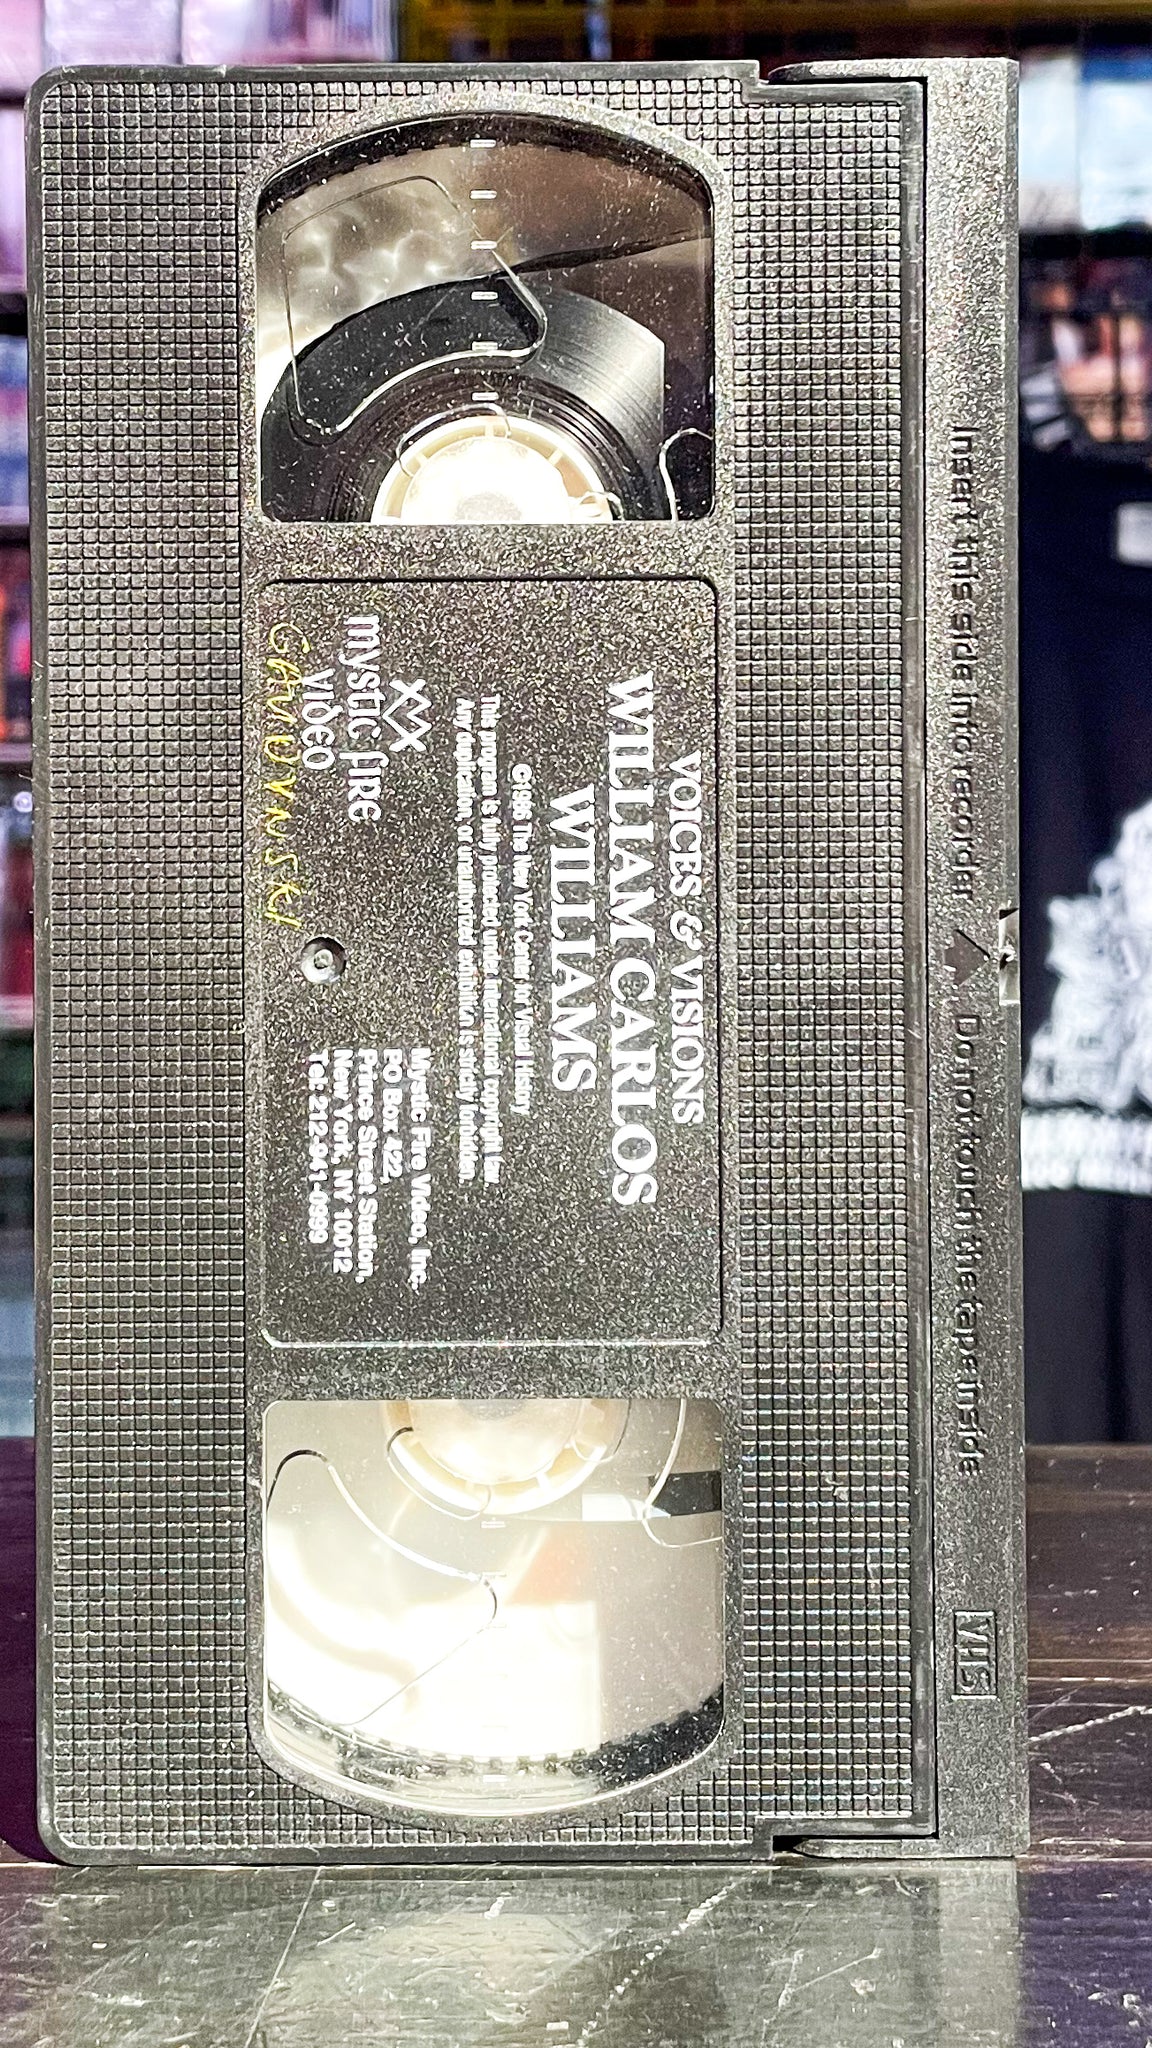 Insert this side into recorder
Do not touch the tape inside
VHS
VOICES & VISIONS
WILLIAM CARLOS
WILLIAMS
©1986 The New York Center for Visual History
This program is fully protected under international copyright law.
Any duplication, or unauthorized exhibition is strictly forbidden.
mystic fire
video
Mystic Fire Video, Inc.
PO Box 422,
Prince Street Station,
New York, NY 10012
Tel: 212-941-0999